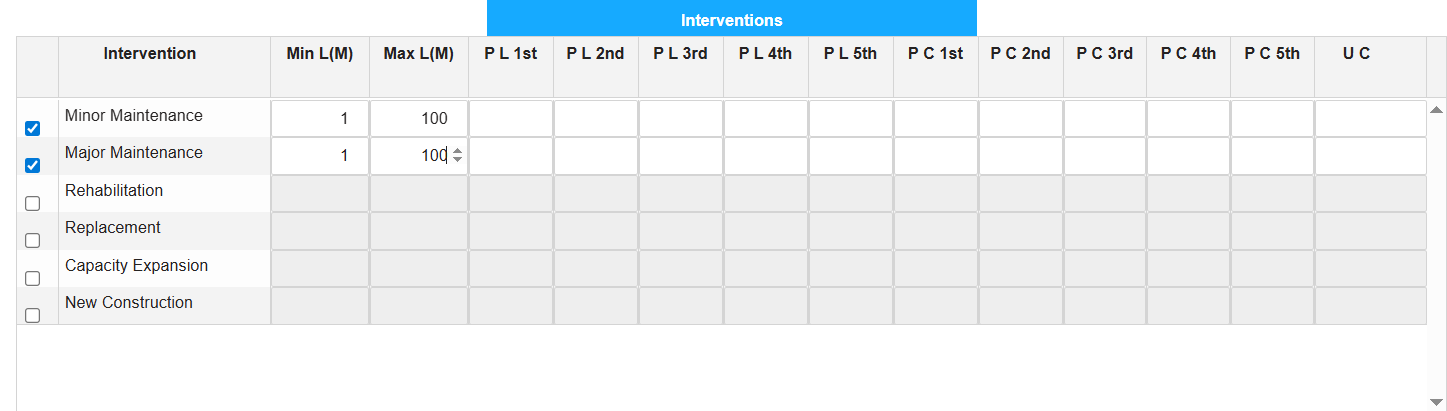 Interventions
Intervention Min L(M) Max L(M) P L 1st P L 2nd P L 3rd P L 4th P L 5th P C 1st P C 2nd P C 3rd P C 4th P C 5th U C
Minor Maintenance 1 100
Major Maintenance 1 100
Rehabilitation
Replacement
Capacity Expansion
New Construction